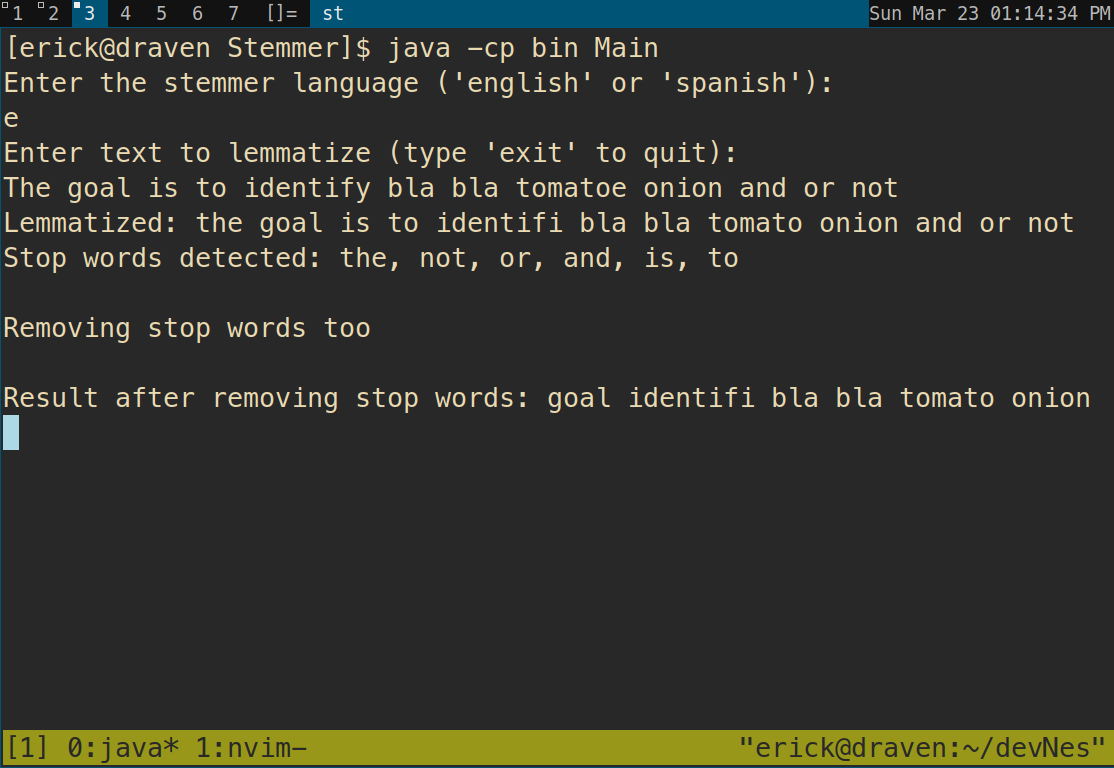 1 2 3 4 5 6 7 []= st Sun Mar 23 01:14:34 PM
[erick@draven Stemmer]$ java -cp bin Main
Enter the stemmer language ('english' or 'spanish'):
e
Enter text to lemmatize (type 'exit' to quit):
The goal is to identify bla bla tomatoe onion and or not
Lemmatized: the goal is to identifi bla bla tomato onion and or not
Stop words detected: the, not, or, and, is, to
Removing stop words too
Result after removing stop words: goal identifi bla bla tomato onion
[1] 0:java* 1:nvim- "erick@draven:~/devNes"